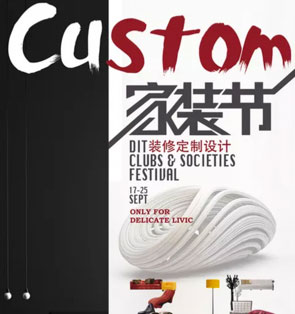 Custom
家装节
DIT装修定制设计
CLUBS & SOCIETIES
FESTIVAL
17-25
SEPT
ONLY FOR
DELICATE LIVIC